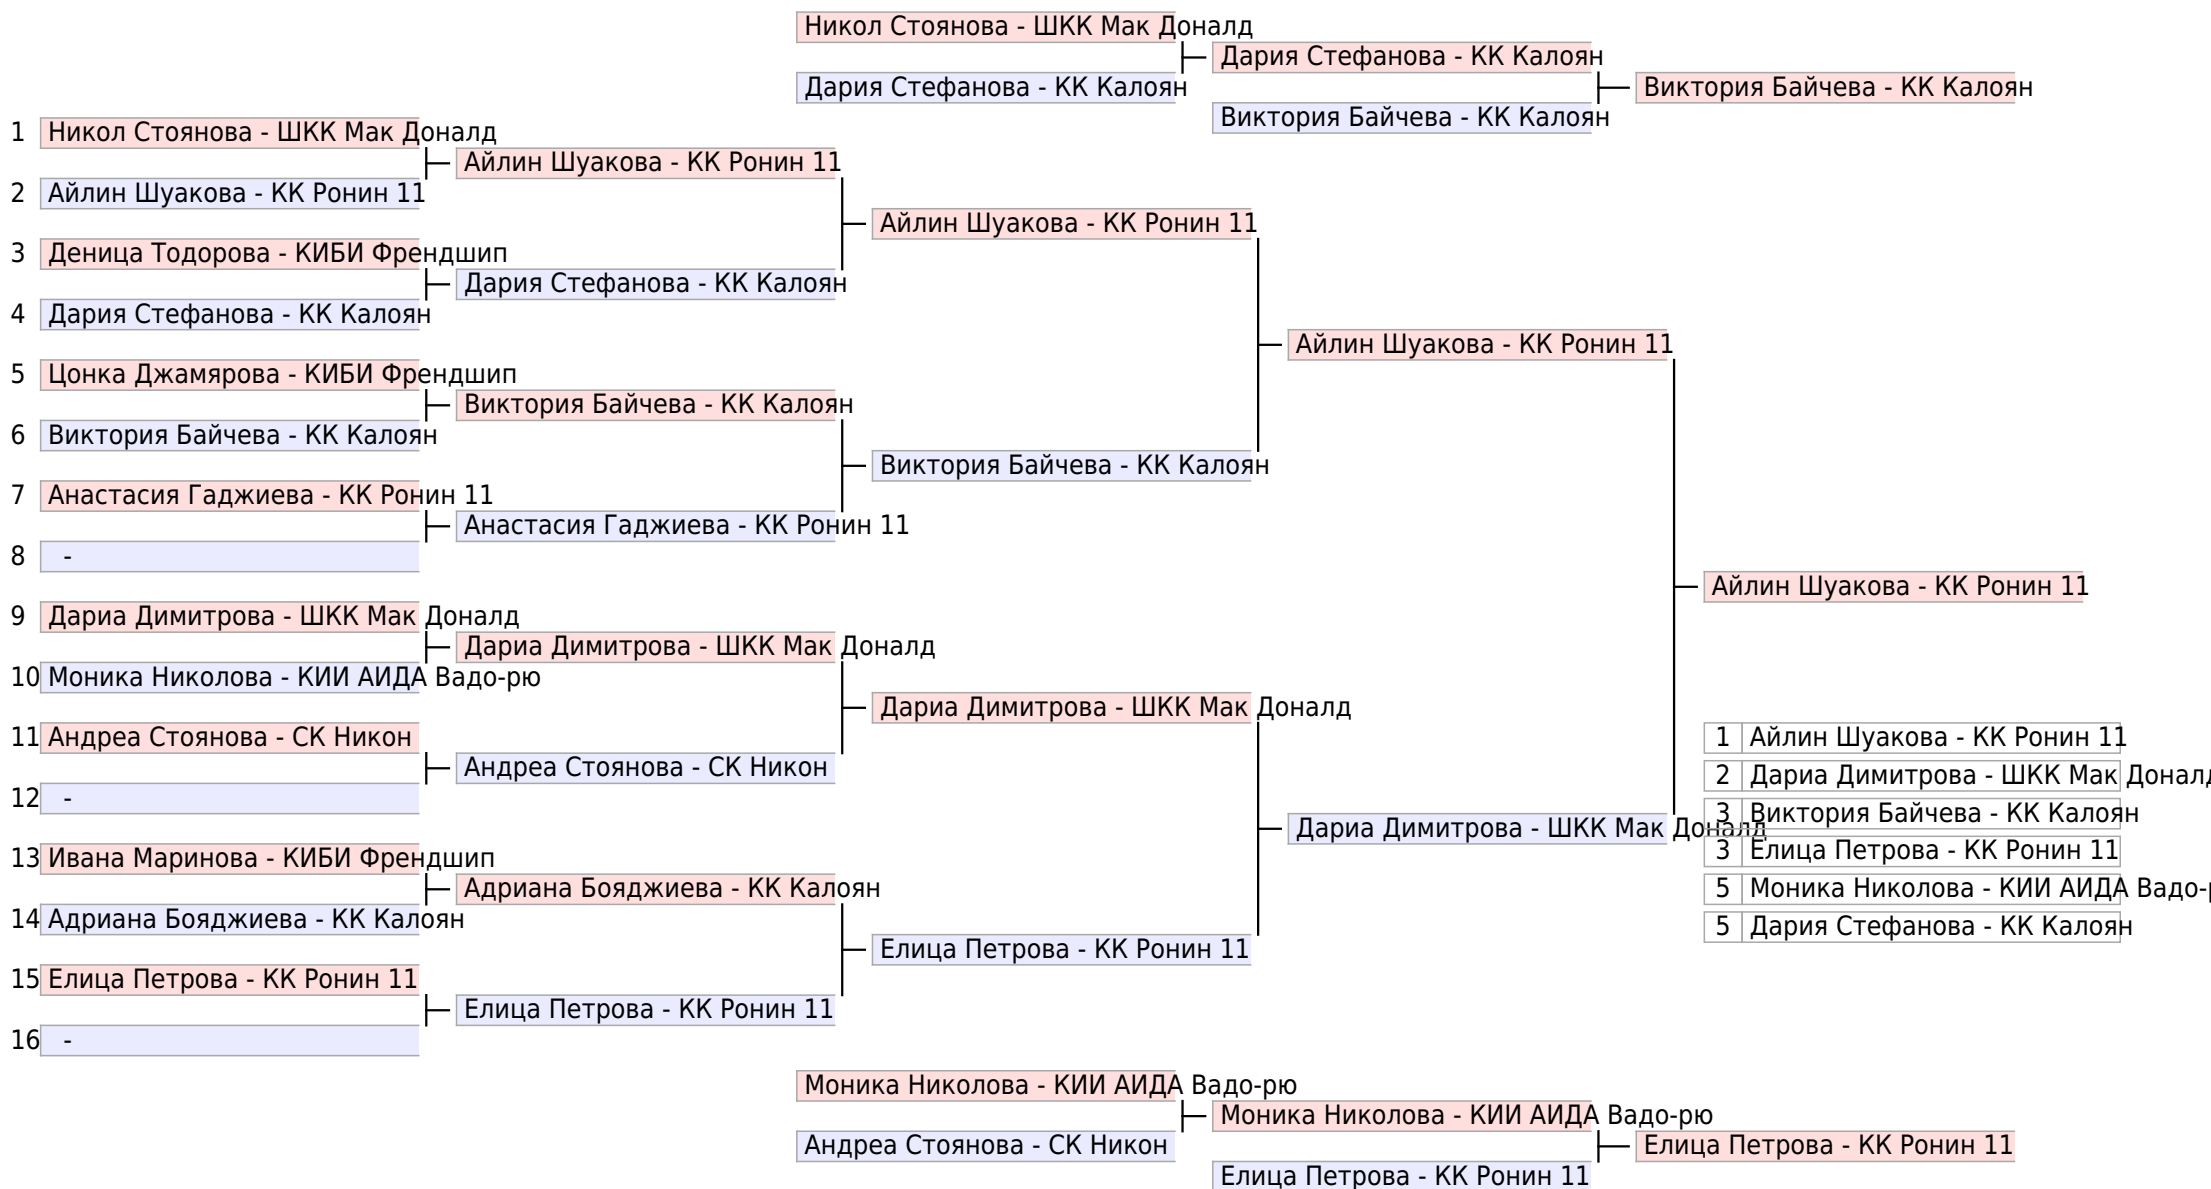 Никол Стоянова - ШКК Мак Доналд
Дария Стефанова - КК Калоян
Дария Стефанова - КК Калоян
Виктория Байчева - КК Калоян
Виктория Байчева - КК Калоян
1 Никол Стоянова - ШКК Мак Доналд
Айлин Шуакова - КК Ронин 11
2 Айлин Шуакова - КК Ронин 11
Айлин Шуакова - КК Ронин 11
3 Деница Тодорова - КИБИ Френдшип
Дария Стефанова - КК Калоян
4 Дария Стефанова - КК Калоян
Айлин Шуакова - КК Ронин 11
5 Цонка Джамярова - КИБИ Френдшип
Виктория Байчева - КК Калоян
6 Виктория Байчева - КК Калоян
Виктория Байчева - КК Калоян
7 Анастасия Гаджиева - КК Ронин 11
Анастасия Гаджиева - КК Ронин 11
8 -
Айлин Шуакова - КК Ронин 11
9 Дариа Димитрова - ШКК Мак Доналд
Дариа Димитрова - ШКК Мак Доналд
10 Моника Николова - КИИ АИДА Вадо-рю
Дариа Димитрова - ШКК Мак Доналд
11 Андреа Стоянова - СК Никон
Андреа Стоянова - СК Никон
12 -
Дариа Димитрова - ШКК Мак Доналд
13 Ивана Маринова - КИБИ Френдшип
Адриана Бояджиева - КК Калоян
14 Адриана Бояджиева - КК Калоян
Елица Петрова - КК Ронин 11
15 Елица Петрова - КК Ронин 11
Елица Петрова - КК Ронин 11
16 -
1 Айлин Шуакова - КК Ронин 11
2 Дариа Димитрова - ШКК Мак Доналд
3 Виктория Байчева - КК Калоян
3 Елица Петрова - КК Ронин 11
5 Моника Николова - КИИ АИДА Вадо-р
5 Дария Стефанова - КК Калоян
Моника Николова - КИИ АИДА Вадо-рю
Моника Николова - КИИ АИДА Вадо-рю
Андреа Стоянова - СК Никон
Елица Петрова - КК Ронин 11
Елица Петрова - КК Ронин 11